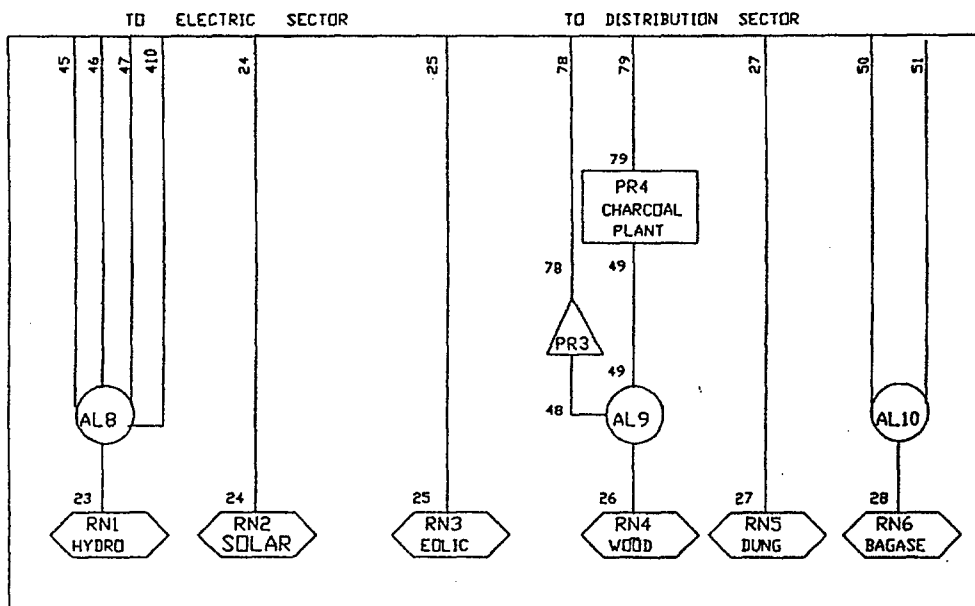 TO ELECTRIC SECTOR
TO DISTRIBUTION SECTOR
45 46 47 410 24 25 78 79 27 50 51
79
PR4
CHARCOAL
PLANT
78 49
PR3
49
48
AL8 AL9 AL10
23 24 25 26 27 28
RN1 RN2 RN3 RN4 RN5 RN6
HYDRO SOLAR EOLIC WOOD DUNG BAGASE